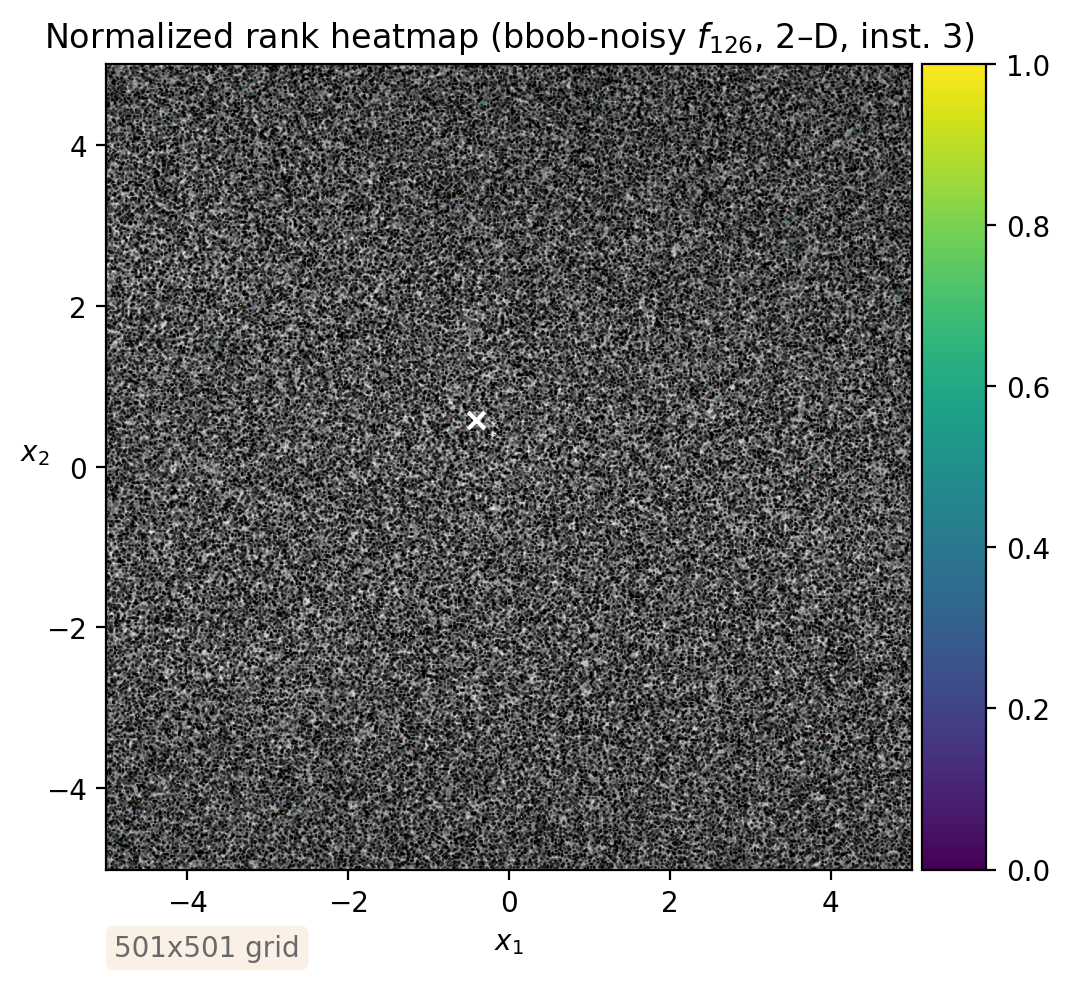 Normalized rank heatmap (bbob-noisy f₁₂₆, 2–D, inst. 3)
1.0
0.8
0.6
0.4
0.2
0.0
4
2
0
−2
−4
x₂
−4 −2 0 2 4
x₁
501x501 grid